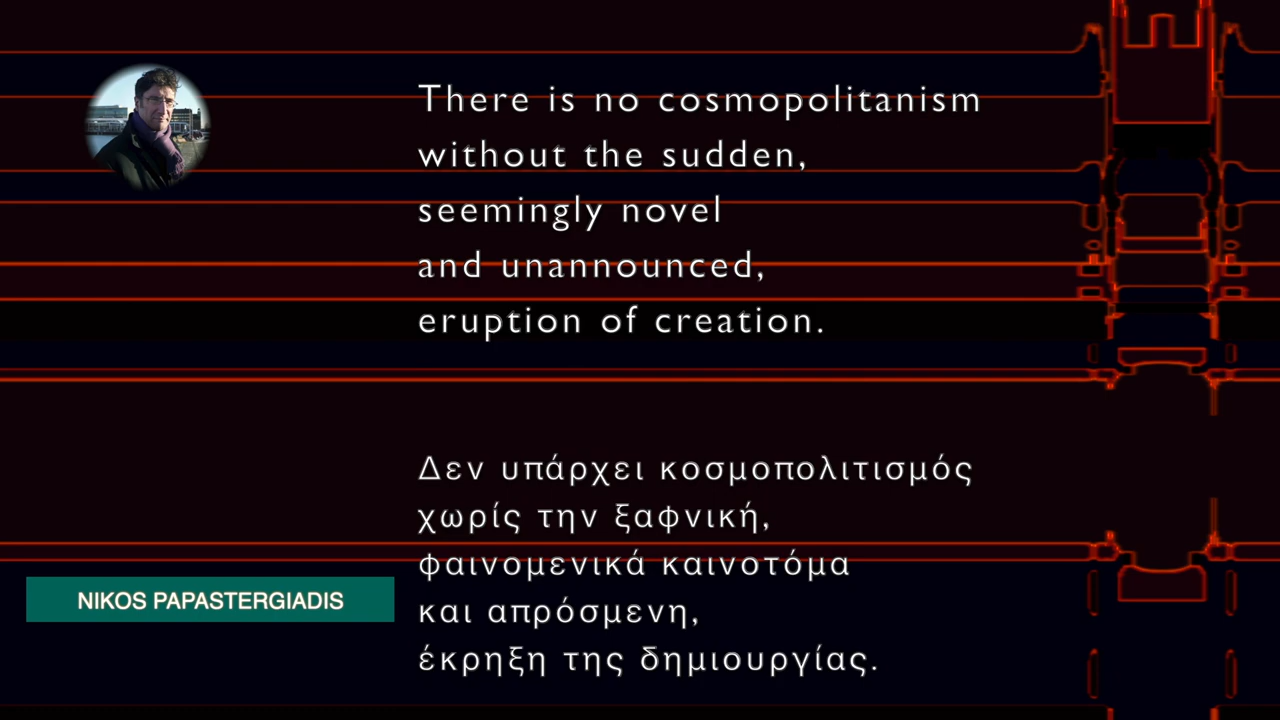 There is no cosmopolitanism
without the sudden,
seemingly novel
and unannounced,
eruption of creation.
Δεν υπάρχει κοσμοπολιτισμός
χωρίς την ξαφνική,
φαινομενικά καινοτόμα
και απρόσμενη,
έκρηξη της δημιουργίας.
NIKOS PAPASTERGIADIS